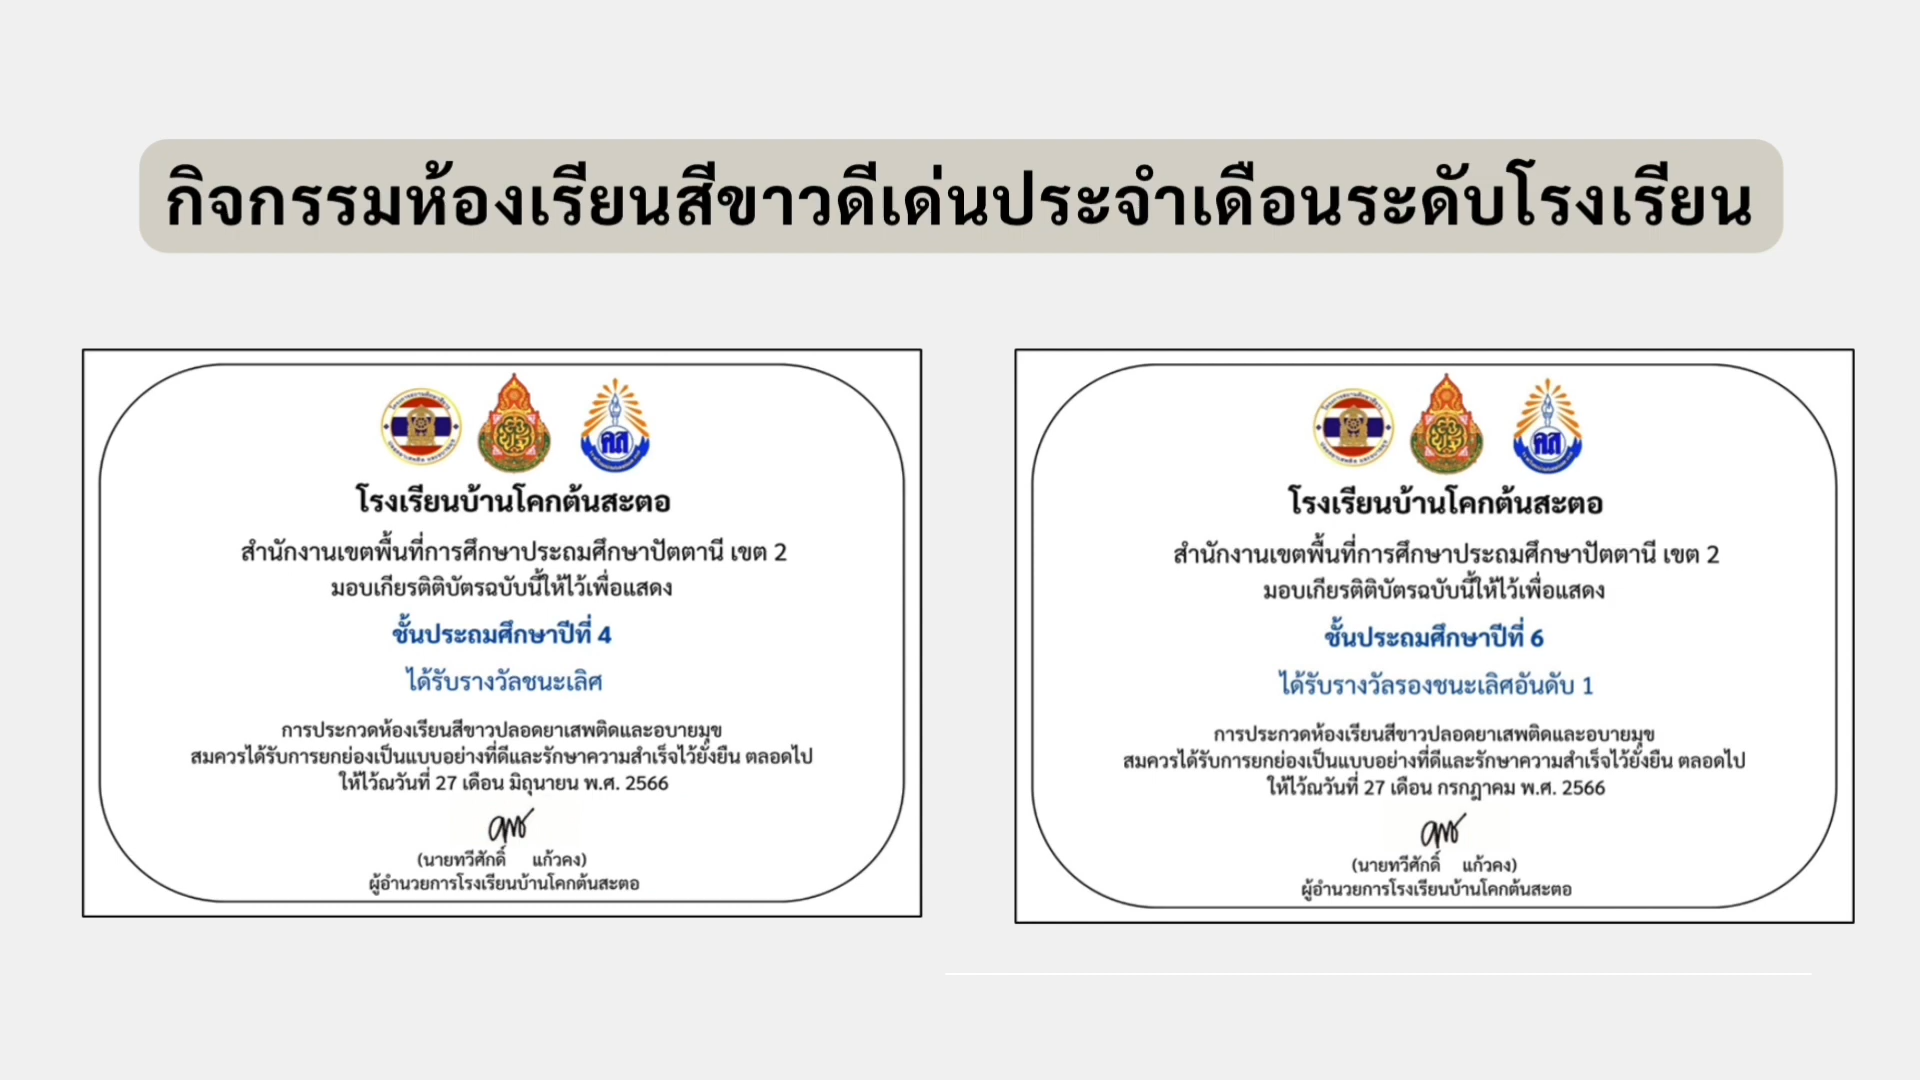 กิจกรรมห้องเรียนสีขาวดีเด่นประจำเดือนระดับโรงเรียน
โรงเรียนบ้านโคกต้นสะตอ
สำนักงานเขตพื้นที่การศึกษาประถมศึกษาปัตตานี เขต 2
มอบเกียรติติบัตรฉบับนี้ให้ไว้เพื่อแสดง
ชั้นประถมศึกษาปีที่ 4
ได้รับรางวัลชนะเลิศ
การประกวดห้องเรียนสีขาวปลอดยาเสพติดและอบายมุข
สมควรได้รับการยกย่องเป็นแบบอย่างที่ดีและรักษาความสำเร็จไว้ยั่งยืน ตลอดไป
ให้ไว้ณวันที่ 27 เดือน มิถุนายน พ.ศ. 2566
(นายทวีศักดิ์ แก้วคง)
ผู้อำนวยการโรงเรียนบ้านโคกต้นสะตอ
โรงเรียนบ้านโคกต้นสะตอ
สำนักงานเขตพื้นที่การศึกษาประถมศึกษาปัตตานี เขต 2
มอบเกียรติติบัตรฉบับนี้ให้ไว้เพื่อแสดง
ชั้นประถมศึกษาปีที่ 6
ได้รับรางวัลรองชนะเลิศอันดับ 1
การประกวดห้องเรียนสีขาวปลอดยาเสพติดและอบายมุข
สมควรได้รับการยกย่องเป็นแบบอย่างที่ดีและรักษาความสำเร็จไว้ยั่งยืน ตลอดไป
ให้ไว้ณวันที่ 27 เดือน กรกฎาคม พ.ศ. 2566
(นายทวีศักดิ์ แก้วคง)
ผู้อำนวยการโรงเรียนบ้านโคกต้นสะตอ